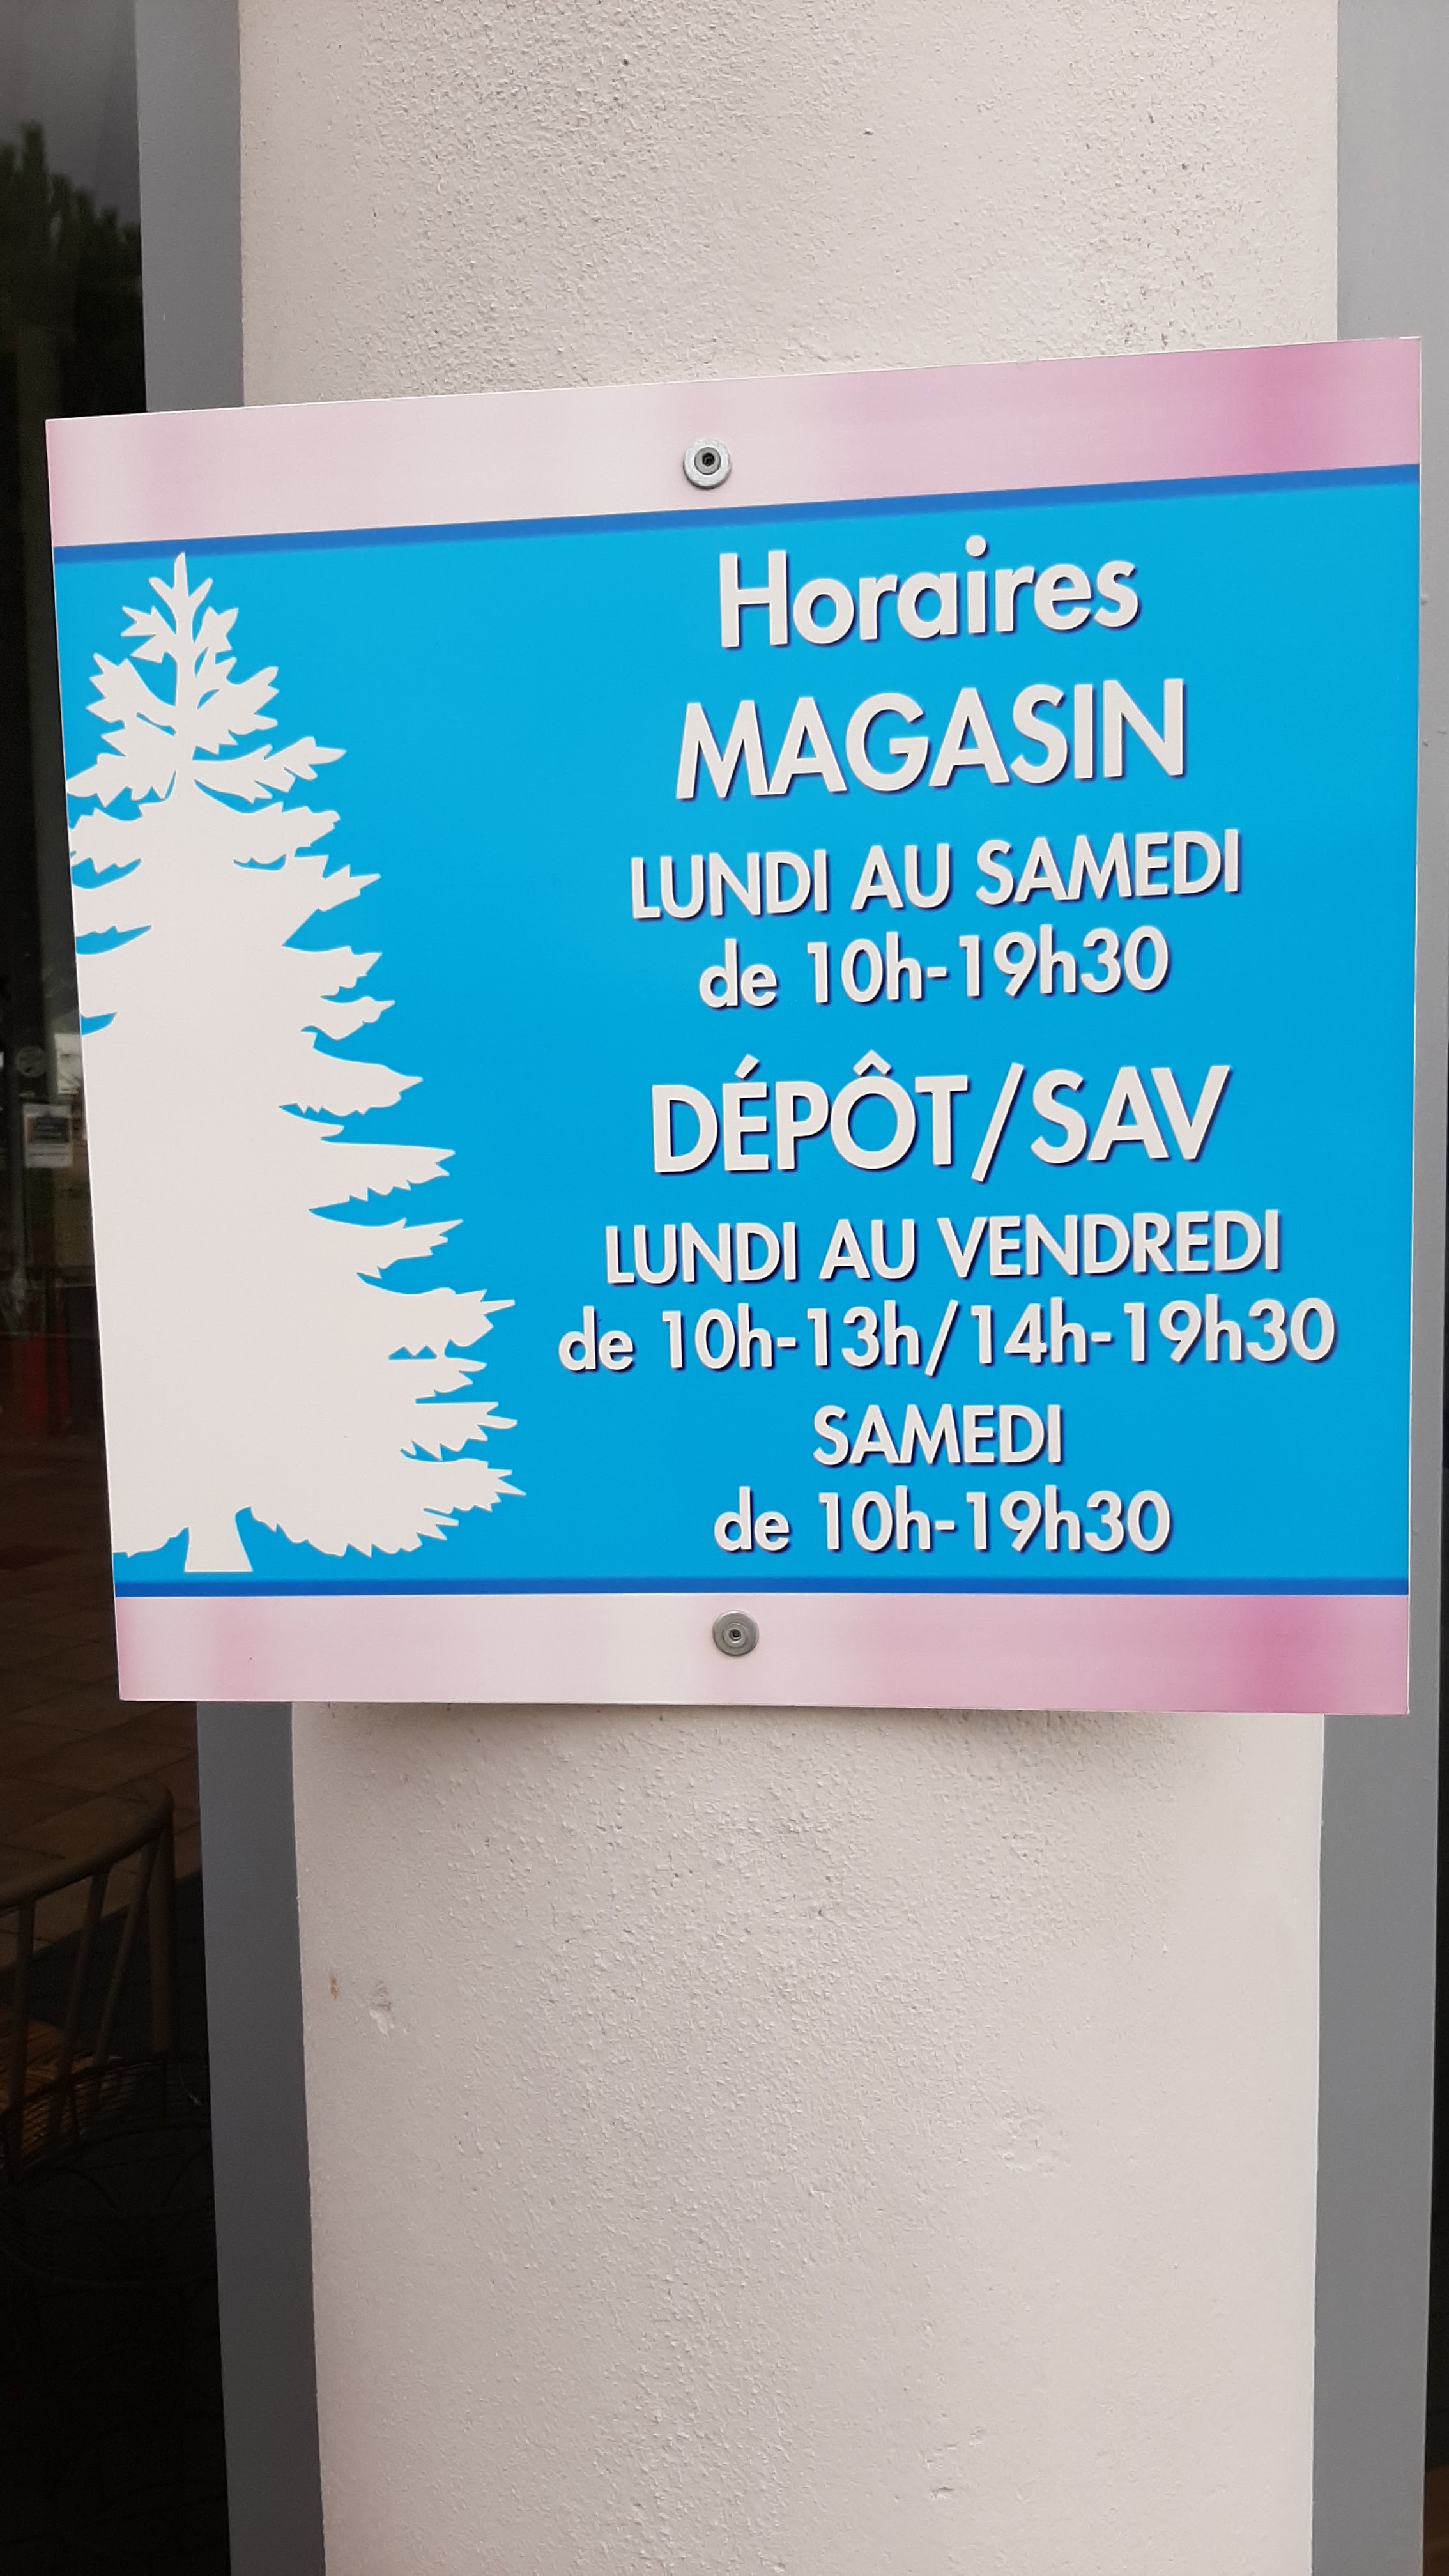 Horaires
MAGASIN
LUNDI AU SAMEDI
de 10h-19h30
DÉPÔT/SAV
LUNDI AU VENDREDI
de 10h-13h/14h-19h30
SAMEDI
de 10h-19h30